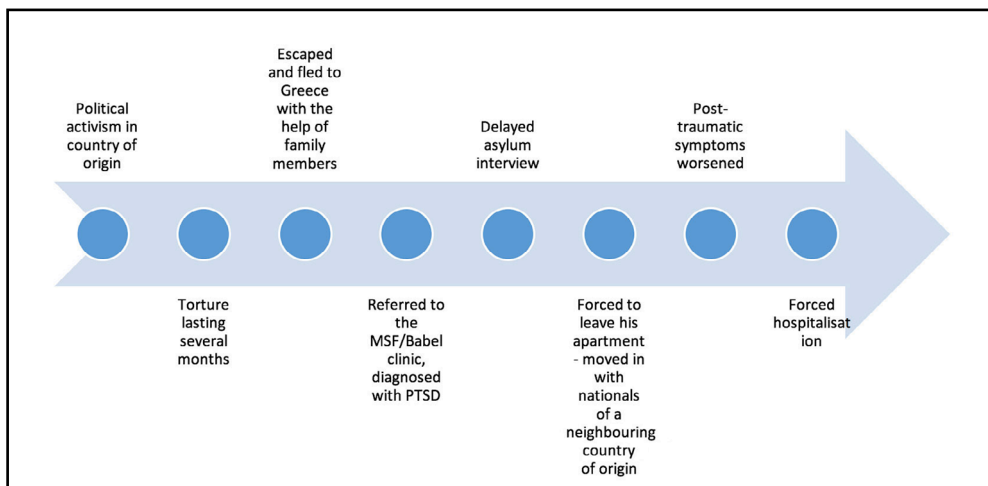 Political
activism in
country of
origin
Torture
lasting
several
months
Escaped
and fled to
Greece
with the
help of
family
members
Referred to
the
MSF/Babel
clinic,
diagnosed
with PTSD
Delayed
asylum
interview
Forced to
leave his
apartment
- moved in
with
nationals
of a
neighbouring
country
of origin
Post-
traumatic
symptoms
worsened
Forced
hospitalisat
ion